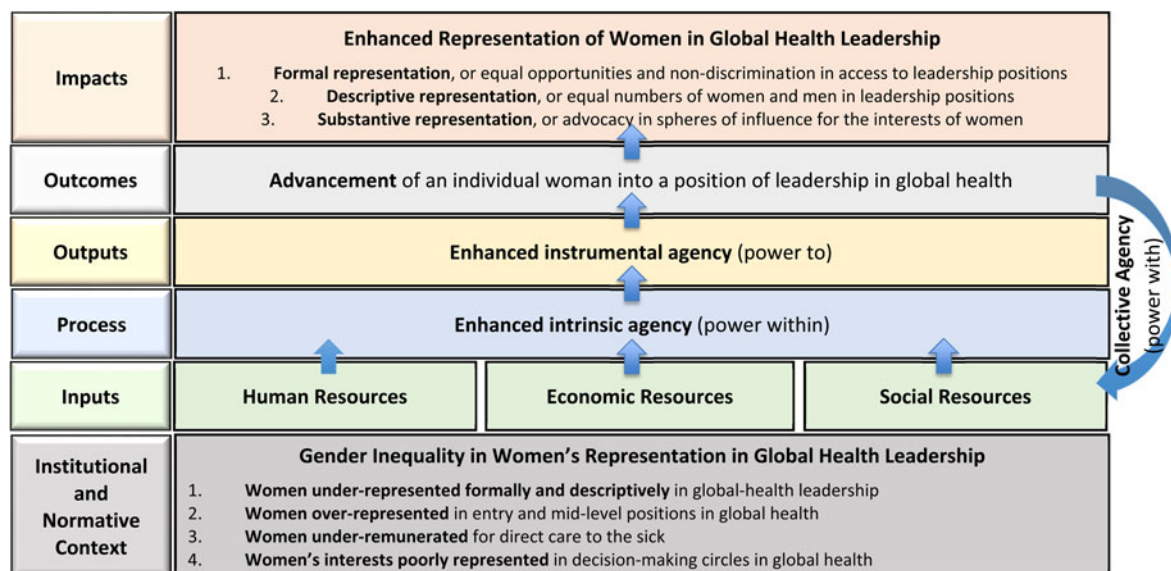 Impacts
Enhanced Representation of Women in Global Health Leadership
1. Formal representation, or equal opportunities and non-discrimination in access to leadership positions
2. Descriptive representation, or equal numbers of women and men in leadership positions
3. Substantive representation, or advocacy in spheres of influence for the interests of women
Outcomes
Advancement of an individual woman into a position of leadership in global health
Outputs
Enhanced instrumental agency (power to)
Process
Enhanced intrinsic agency (power within)
Collective Agency
(power with)
Inputs
Human Resources
Economic Resources
Social Resources
Institutional
and
Normative
Context
Gender Inequality in Women’s Representation in Global Health Leadership
1. Women under-represented formally and descriptively in global-health leadership
2. Women over-represented in entry and mid-level positions in global health
3. Women under-remunerated for direct care to the sick
4. Women’s interests poorly represented in decision-making circles in global health